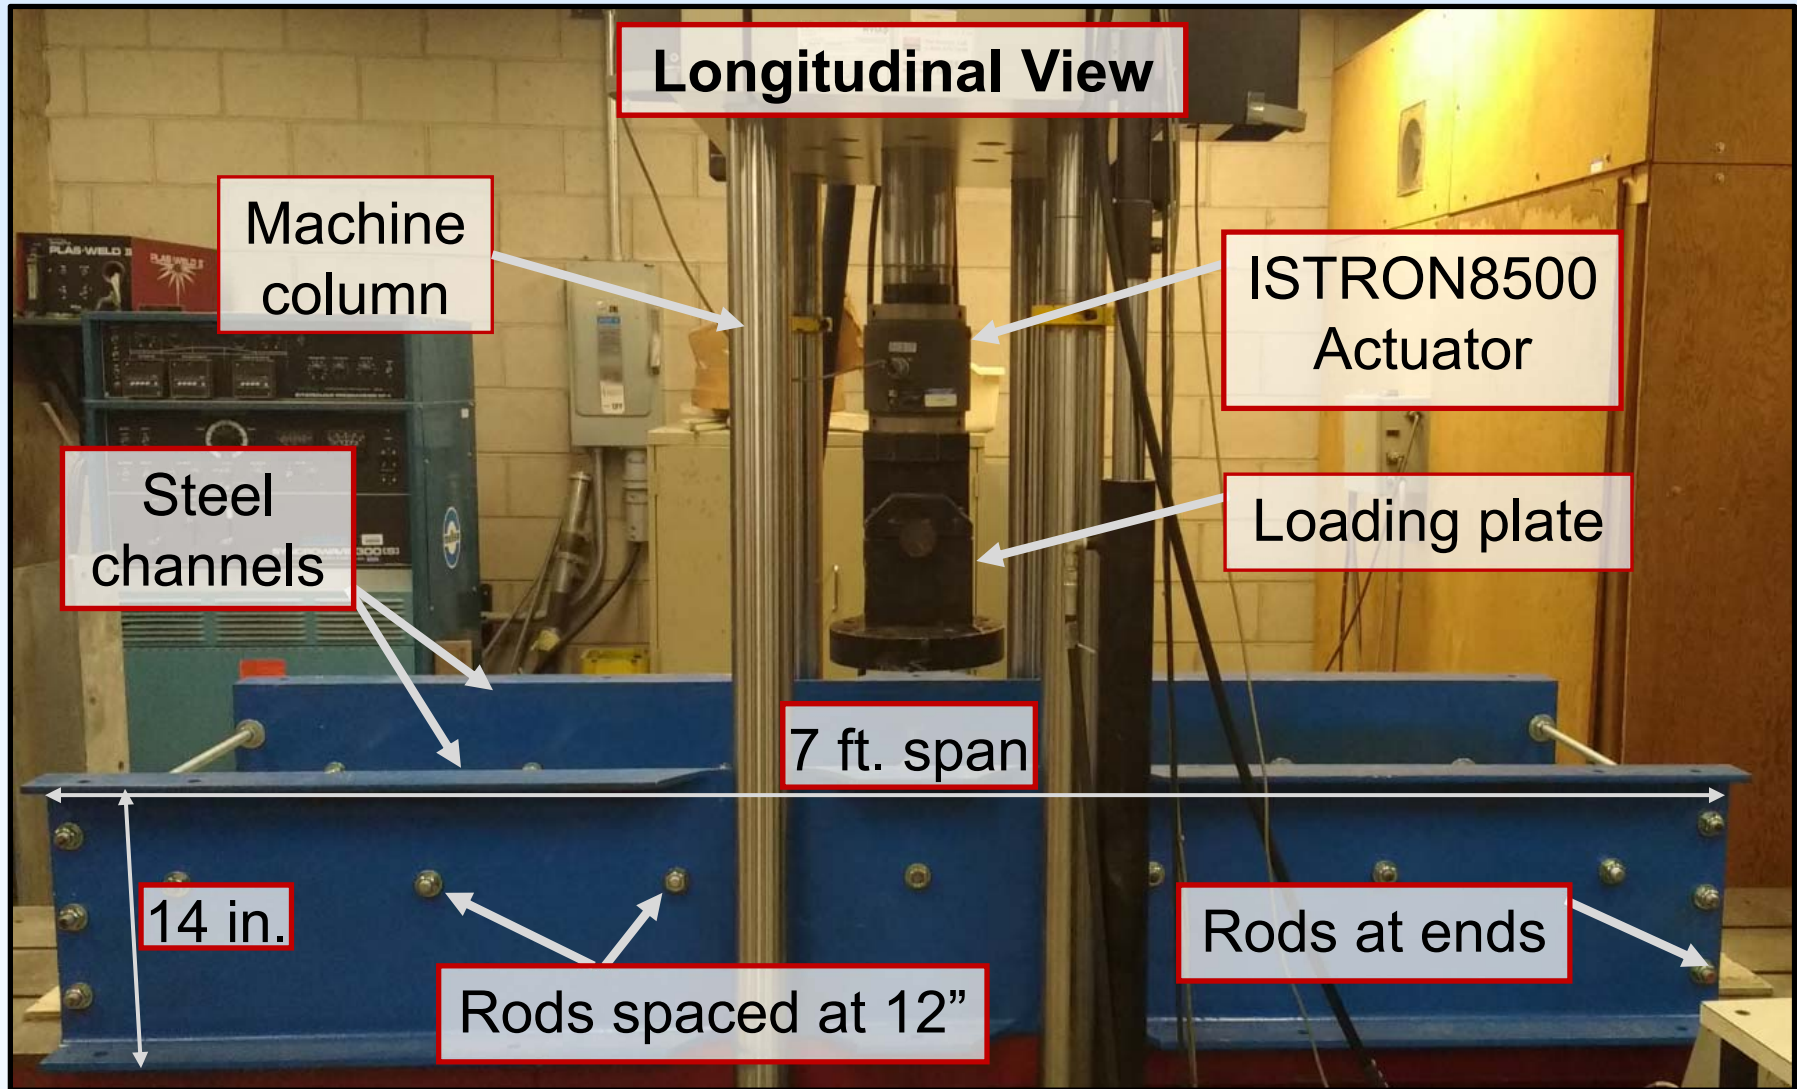 Longitudinal View
Machine
column
ISTRON8500
Actuator
PLAS-WELD II
Steel
channels
Loading plate
7 ft. span
14 in.
Rods at ends
Rods spaced at 12”